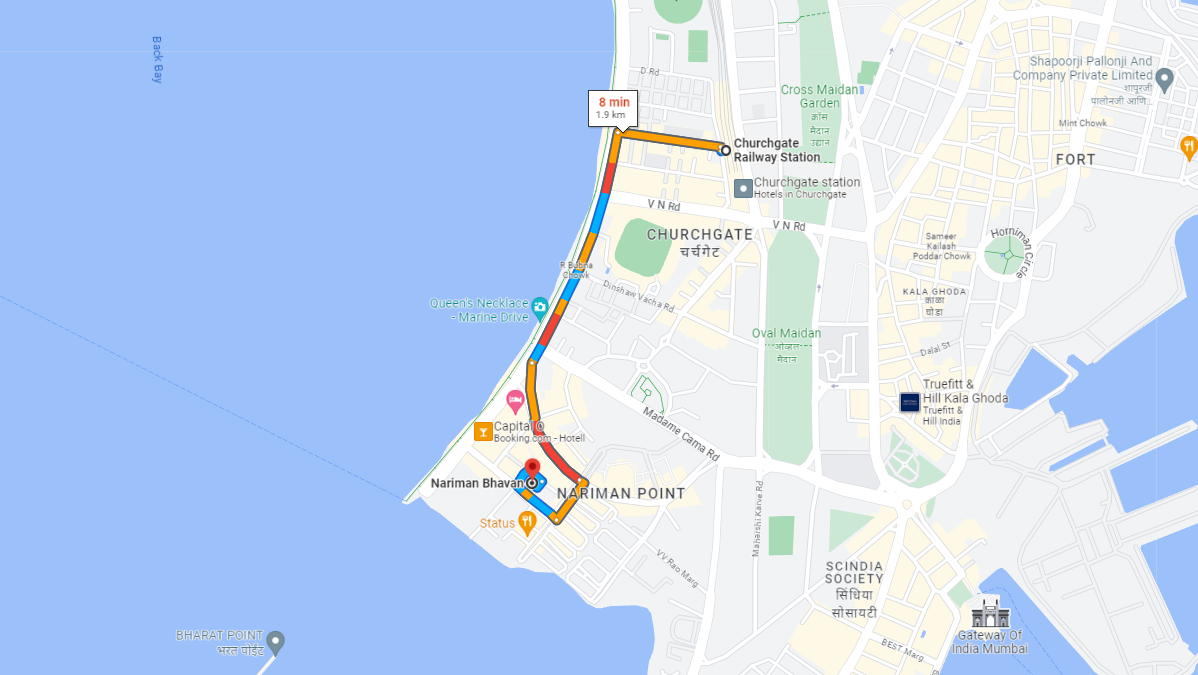 Back Bay
D Rd
8 min
1.9 km
Churchgate
Railway Station
Churchgate station
Hotels in Churchgate
Cross Maidan
Garden
क्रॉस
मैदान
उद्यान
Shapoorji Pallonji And
Company Private Limited
शापूरजी
पालोनजी आणि...
Mint Chowk
FORT
V N Rd
V N Rd
CHURCHGATE
चर्चगेट
Sameer
Kailash
Poddar Chowk
Horniman Circle
R Bubna
Chowk
Dinshaw Vacha Rd
KALA GHODA
काळा
घोडा
Queen's Necklace
- Marine Drive
Oval Maidan
ओव्हल
मैदान
Dalal St
Truefitt &
Hill Kala Ghoda
Truefitt &
Hill India
Capital O
Booking.com - Hotell
Madame Cama Rd
Nariman Bhavan
NARIMAN POINT
Status
Maharshi Karve Rd
VV Rao Marg
SCINDIA
SOCIETY
सिंधिया
सोसायटी
BHARAT POINT
भरत पोईंट
Gateway Of
India Mumbai
BEST Marg